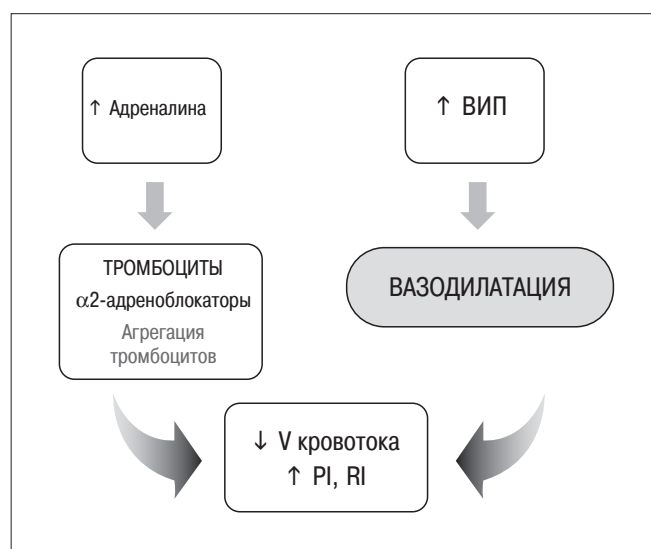 ↑ Адреналина
↑ ВИП
ТРОМБОЦИТЫ
α2-адреноблокаторы
Агрегация
тромбоцитов
ВАЗОДИЛАТАЦИЯ
↓ V кровотока
↑ PI, RI